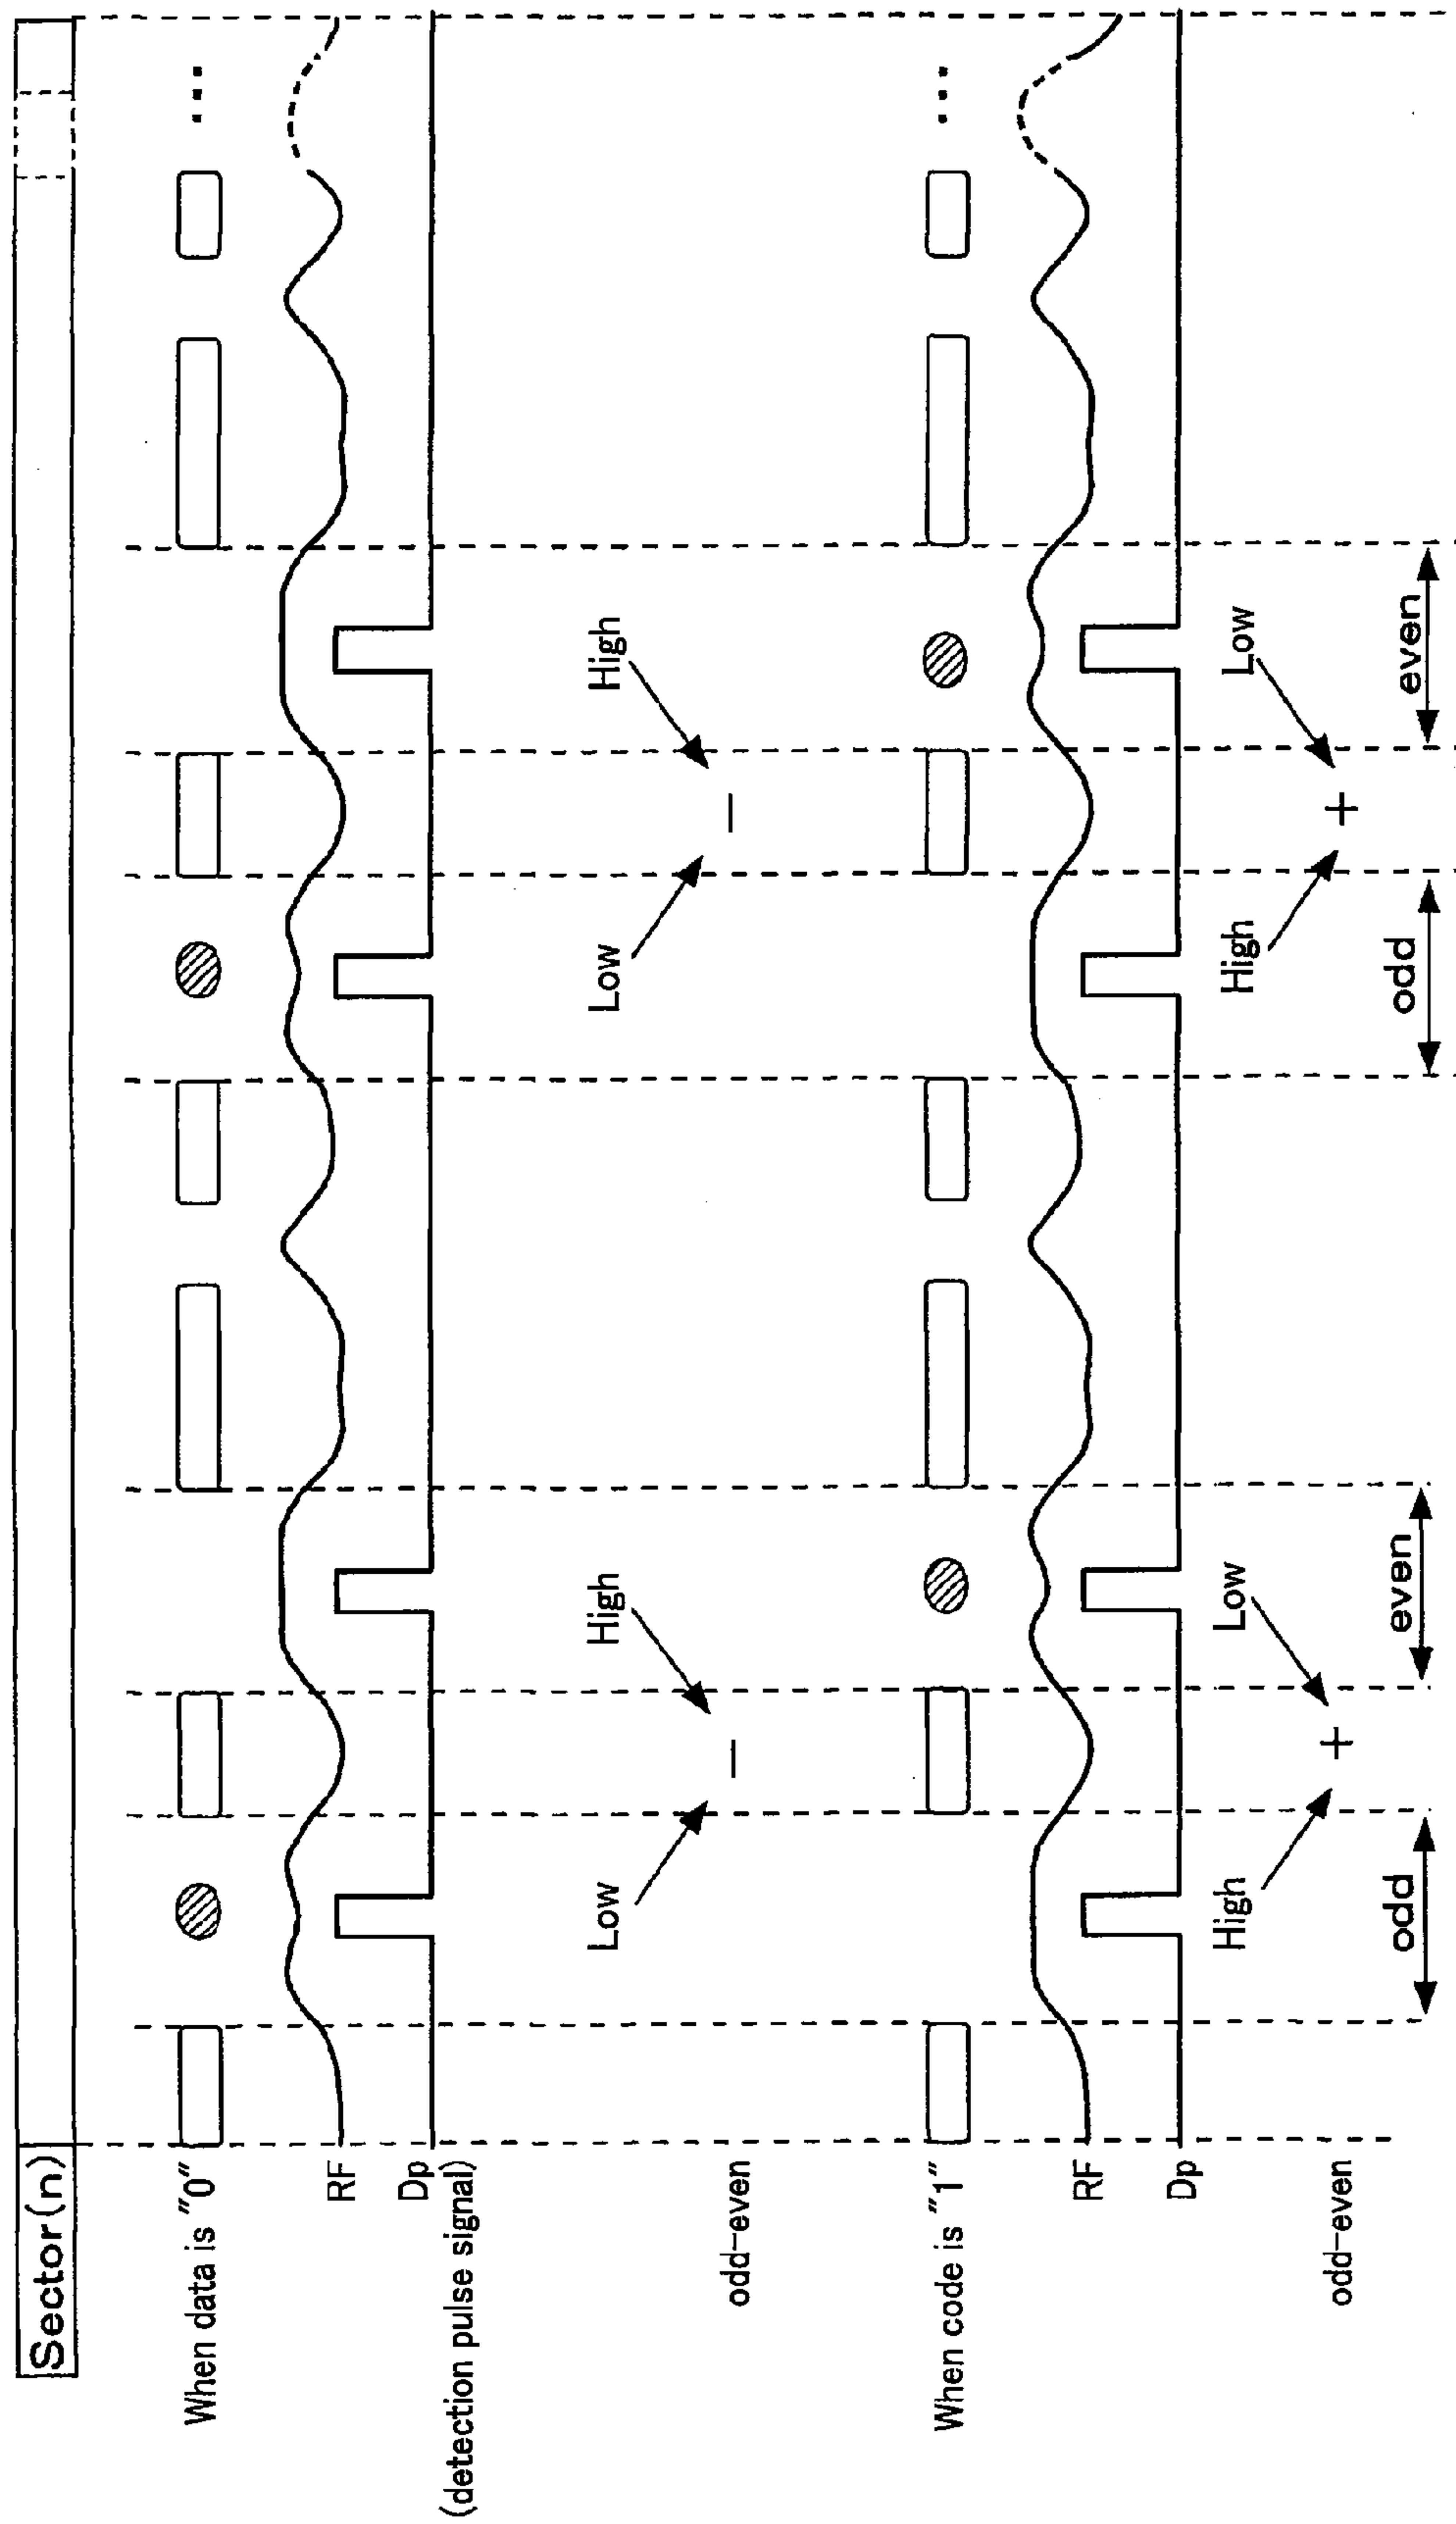 Sector(n)
When data is "0"
...
RF
Dp
(detection pulse signal)
Low
High
Low
High
odd-even
—
—
When code is "1"
...
RF
Dp
High
Low
High
Low
odd-even
+
+
odd
even
odd
even